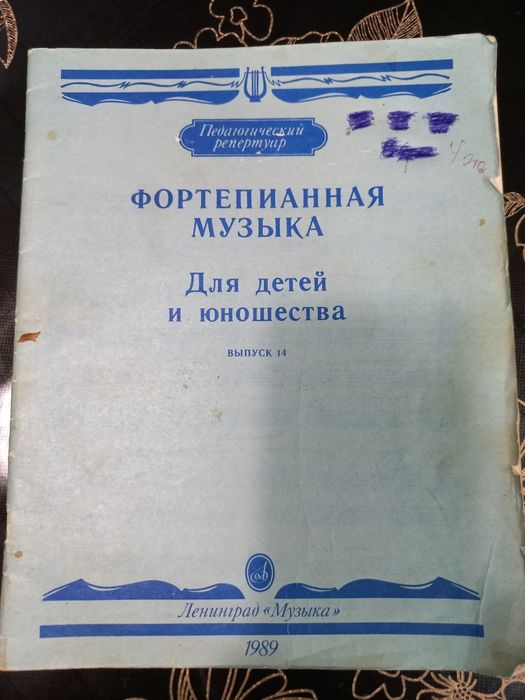 Педагогический
репертуар
ФОРТЕПИАННАЯ
МУЗЫКА
Для детей
и юношества
ВЫПУСК 14
Ленинград «Музыка»
1989